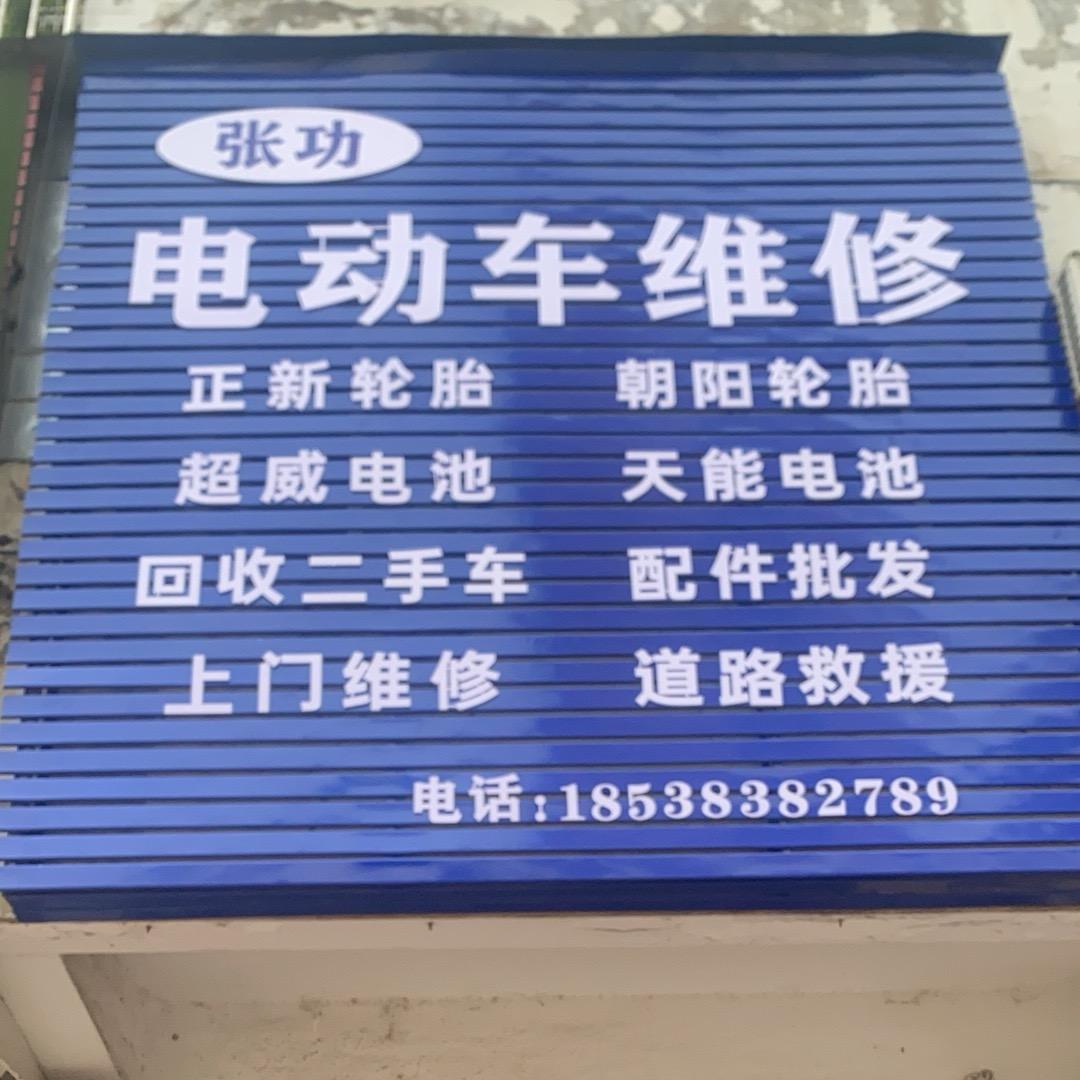 张功
电动车维修
正新轮胎 朝阳轮胎
超威电池 天能电池
回收二手车 配件批发
上门维修 道路救援
电话:18538382789